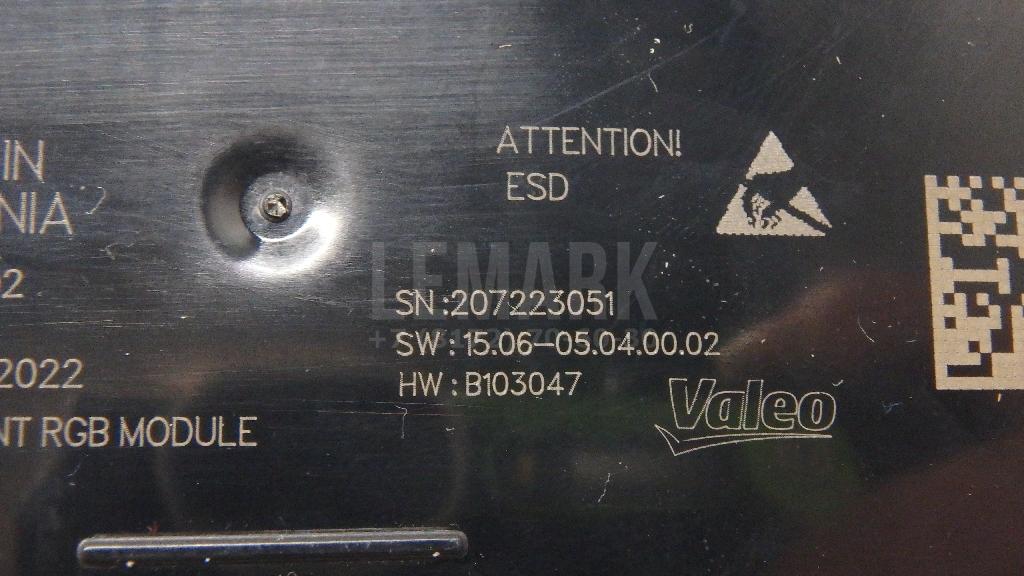 IN
NIA
02
2022
NT RGB MODULE
ATTENTION!
ESD
LEMARK
SN:207223051
SW:15.06-05.04.00.02
HW:B103047
Valeo